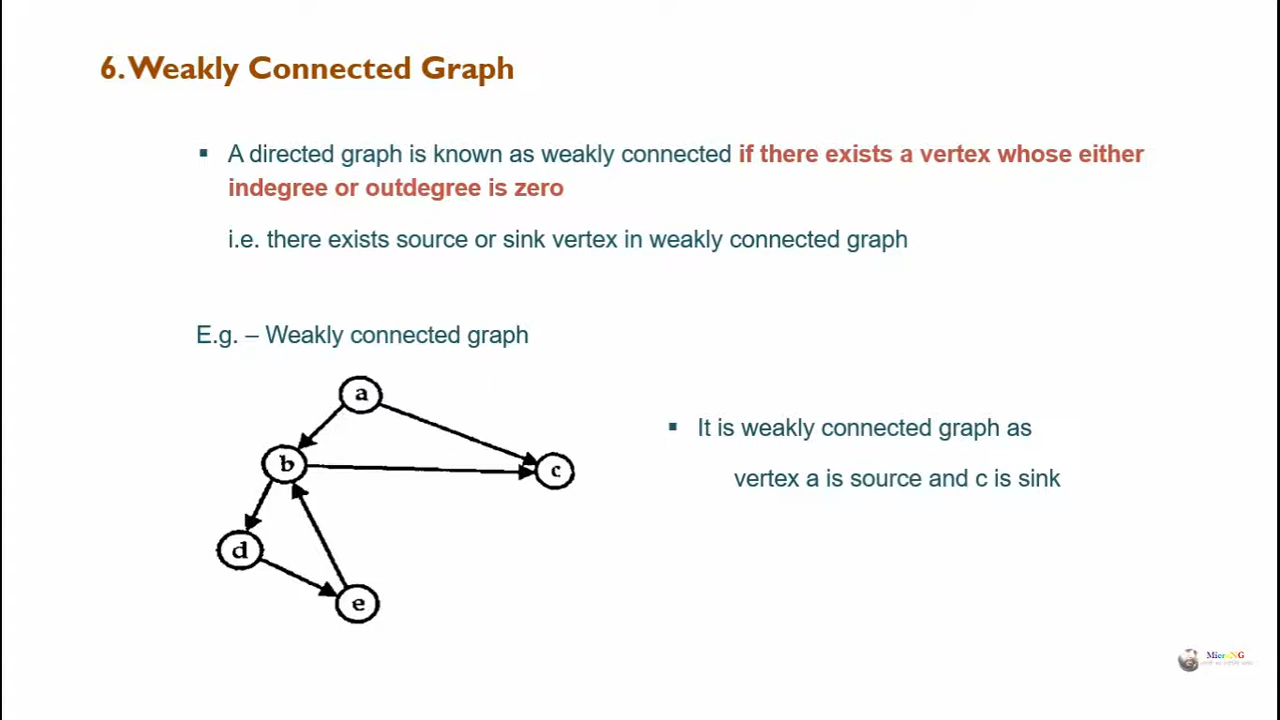 6. Weakly Connected Graph
▪ A directed graph is known as weakly connected if there exists a vertex whose either
indegree or outdegree is zero
i.e. there exists source or sink vertex in weakly connected graph
E.g. – Weakly connected graph
a
b
c
d
e
▪ It is weakly connected graph as
vertex a is source and c is sink
MicroNG